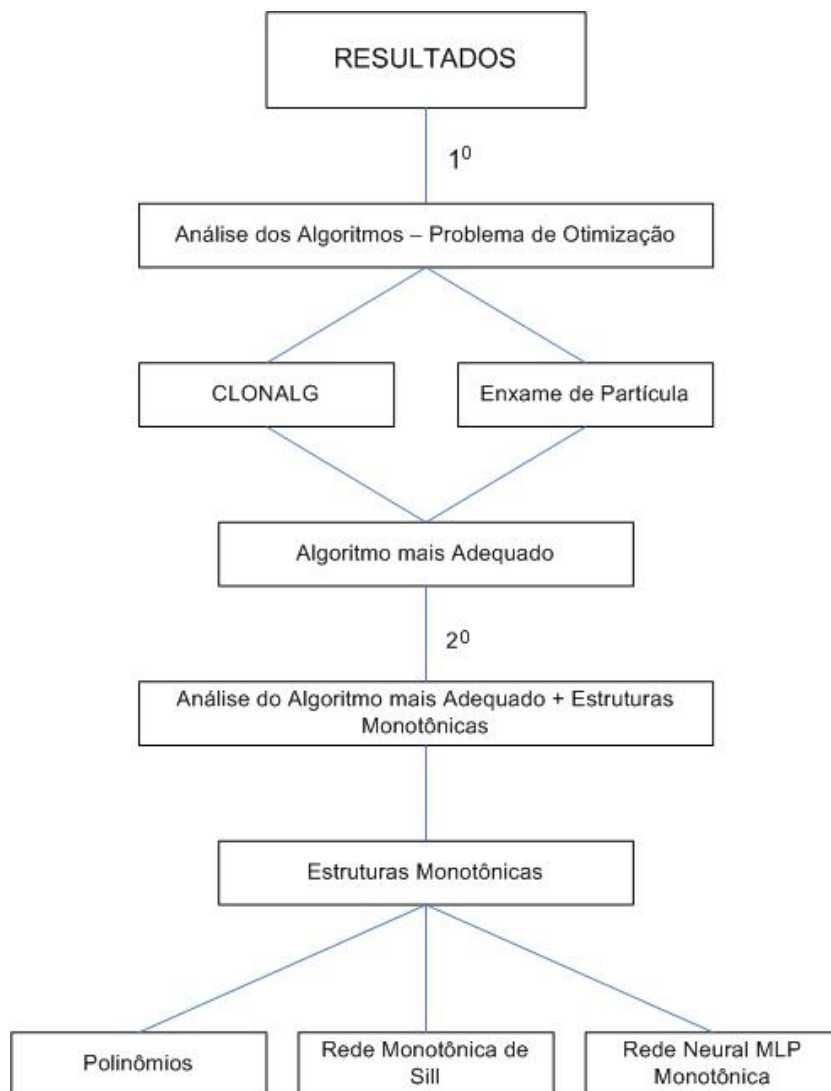 RESULTADOS
1⁰
Análise dos Algoritmos – Problema de Otimização
CLONALG
Enxame de Partícula
Algoritmo mais Adequado
2⁰
Análise do Algoritmo mais Adequado + Estruturas
Monotônicas
Estruturas Monotônicas
Polinômios
Rede Monotônica de
Sill
Rede Neural MLP
Monotônica